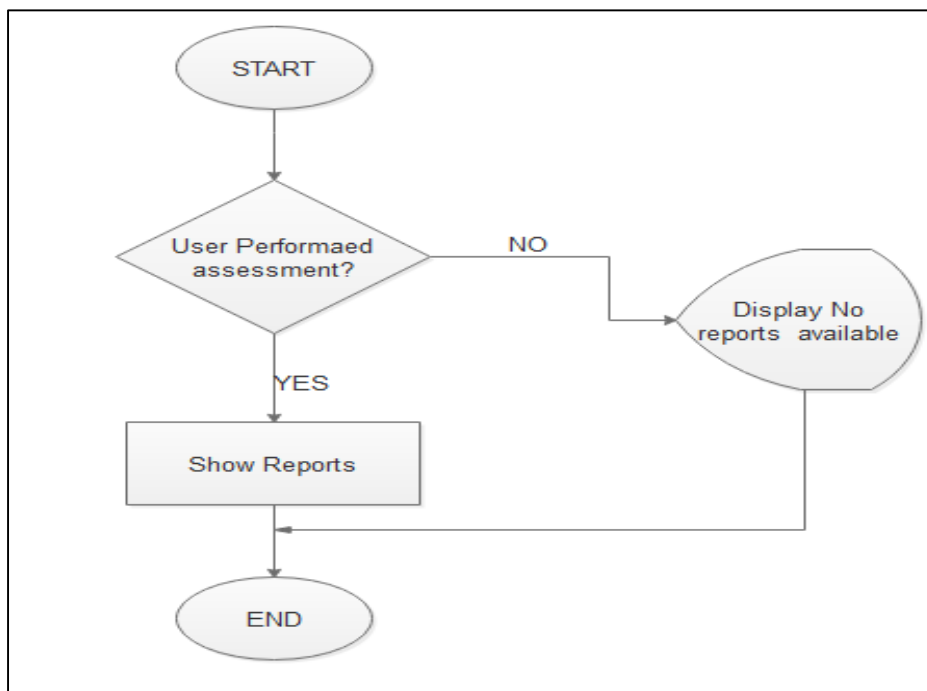 START
User Performaed
assessment?
NO
Display No
reports available
YES
Show Reports
END